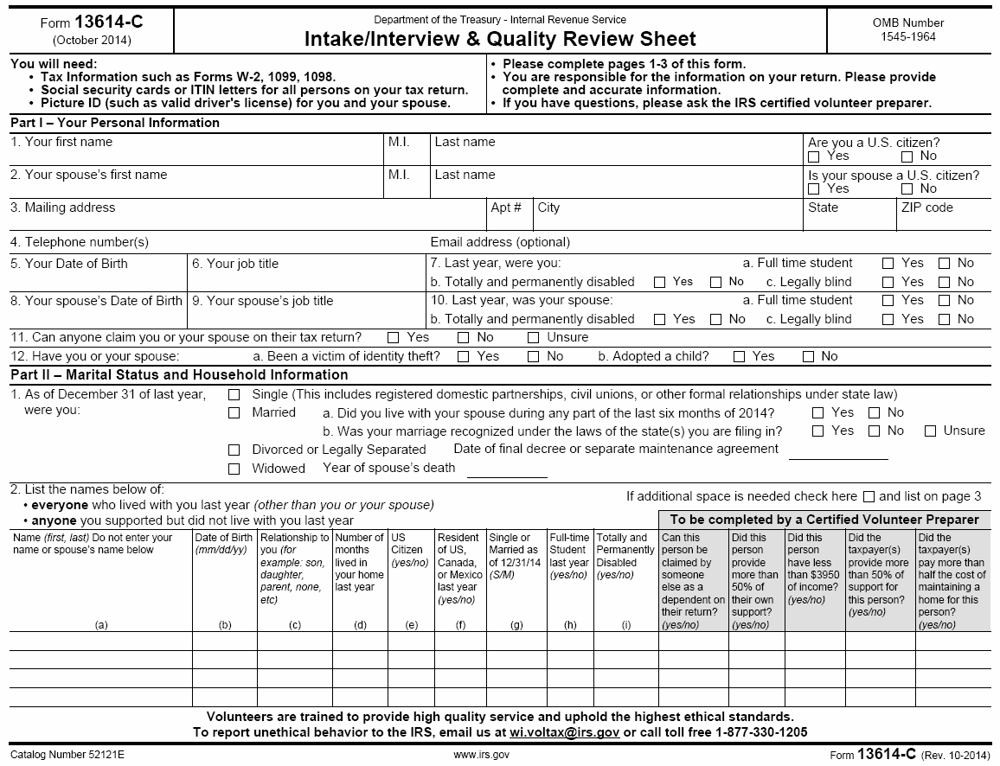 Form 13614-C
(October 2014)
Department of the Treasury - Internal Revenue Service
Intake/Interview & Quality Review Sheet
OMB Number
1545-1964
You will need:
• Tax Information such as Forms W-2, 1099, 1098.
• Social security cards or ITIN letters for all persons on your tax return.
• Picture ID (such as valid driver's license) for you and your spouse.
• Please complete pages 1-3 of this form.
• You are responsible for the information on your return. Please provide
complete and accurate information.
• If you have questions, please ask the IRS certified volunteer preparer.
Part I – Your Personal Information
1. Your first name M.I. Last name Are you a U.S. citizen?
Yes No
2. Your spouse's first name M.I. Last name Is your spouse a U.S. citizen?
Yes No
3. Mailing address Apt # City State ZIP code
4. Telephone number(s) Email address (optional)
5. Your Date of Birth 6. Your job title 7. Last year, were you: a. Full time student Yes No
b. Totally and permanently disabled Yes No c. Legally blind Yes No
8. Your spouse's Date of Birth 9. Your spouse's job title 10. Last year, was your spouse: a. Full time student Yes No
b. Totally and permanently disabled Yes No c. Legally blind Yes No
11. Can anyone claim you or your spouse on their tax return? Yes No Unsure
12. Have you or your spouse: a. Been a victim of identity theft? Yes No b. Adopted a child? Yes No
Part II – Marital Status and Household Information
1. As of December 31 of last year,
were you:
Single (This includes registered domestic partnerships, civil unions, or other formal relationships under state law)
Married a. Did you live with your spouse during any part of the last six months of 2014? Yes No
b. Was your marriage recognized under the laws of the state(s) you are filing in? Yes No Unsure
Divorced or Legally Separated Date of final decree or separate maintenance agreement
Widowed Year of spouse's death
2. List the names below of:
• everyone who lived with you last year (other than you or your spouse)
• anyone you supported but did not live with you last year
If additional space is needed check here and list on page 3
To be completed by a Certified Volunteer Preparer
Name (first, last) Do not enter your
name or spouse's name below
(a)
Date of Birth
(mm/dd/yy)
(b)
Relationship to
you (for
example: son,
daughter,
parent, none,
etc)
(c)
Number of
months
lived in
your home
last year
(d)
US
Citizen
(yes/no)
(e)
Resident
of US,
Canada,
or Mexico
last year
(yes/no)
(f)
Single or
Married as
of 12/31/14
(S/M)
(g)
Full-time
Student
last year
(yes/no)
(h)
Totally and
Permanently
Disabled
(yes/no)
(i)
Can this
person be
claimed by
someone
else as a
dependent on
their return?
(yes/no)
Did this
person
provide
more than
50% of
their own
support?
(yes/no)
Did this
person
have less
than $3950
of income?
(yes/no)
Did the
taxpayer(s)
provide more
than 50% of
support for
this person?
(yes/no)
Did the
taxpayer(s)
pay more than
half the cost of
maintaining a
home for this
person?
(yes/no)
Volunteers are trained to provide high quality service and uphold the highest ethical standards.
To report unethical behavior to the IRS, email us at wi.voltax@irs.gov or call toll free 1-877-330-1205
Catalog Number 52121E www.irs.gov Form 13614-C (Rev. 10-2014)